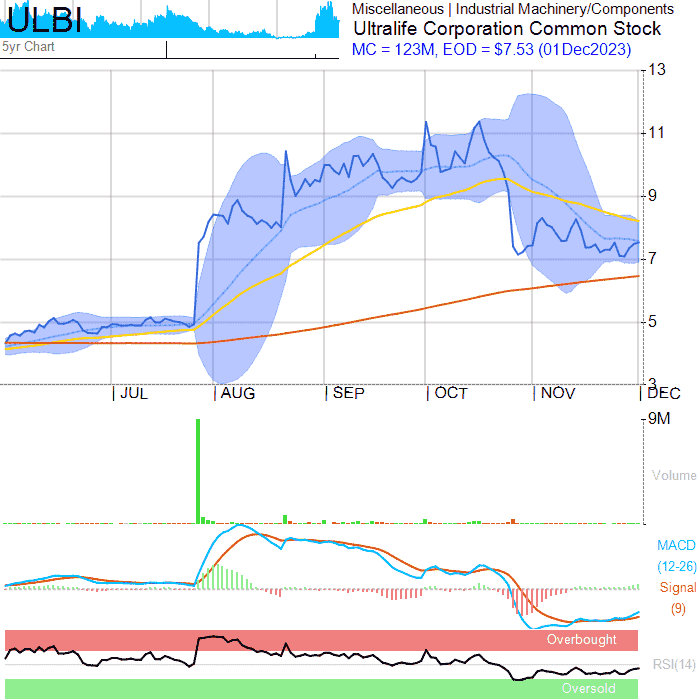 ULBI
5yr Chart
Miscellaneous | Industrial Machinery/Components
Ultralife Corporation Common Stock
MC = 123M, EOD = $7.53 (01Dec2023)
13
11
9
7
5
3
JUL
AUG
SEP
OCT
NOV
DEC
9M
Volume
MACD
(12-26)
Signal
(9)
Overbought
RSI(14)
Oversold